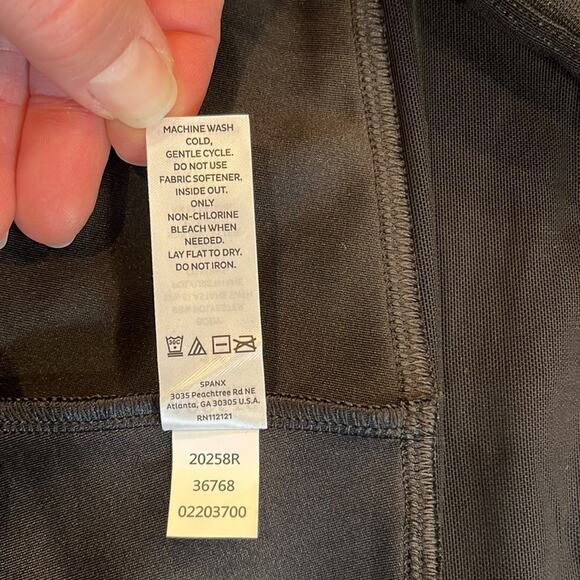 MACHINE WASH
COLD,
GENTLE CYCLE.
DO NOT USE
FABRIC SOFTENER.
INSIDE OUT.
ONLY
NON-CHLORINE
BLEACH WHEN
NEEDED.
LAY FLAT TO DRY.
DO NOT IRON.
30C
SPANX
3035 Peachtree Rd NE
Atlanta, GA 30305 U.S.A.
RN112121
20258R
36768
02203700